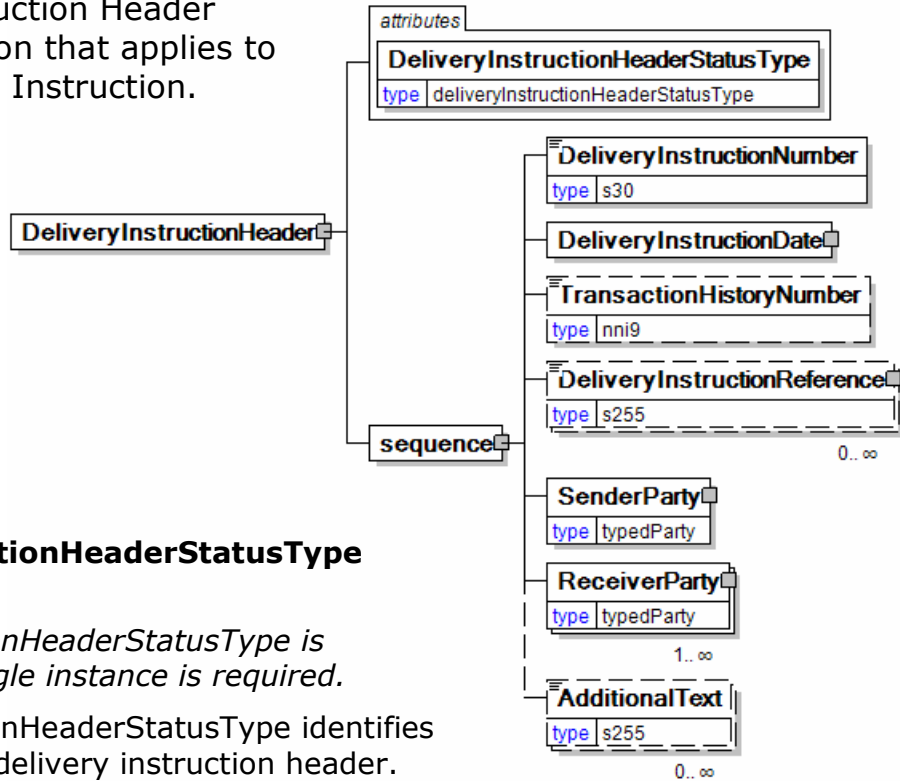 uction Header
on that applies to
Instruction.
attributes
DeliveryInstructionHeaderStatusType
type deliveryInstructionHeaderStatusType
DeliveryInstructionHeader
DeliveryInstructionNumber
type s30
DeliveryInstructionDate
TransactionHistoryNumber
type nni9
DeliveryInstructionReference
type s255
0.. ∞
sequence
SenderParty
type typedParty
ReceiverParty
type typedParty
1.. ∞
AdditionalText
type s255
0.. ∞
tionHeaderStatusType
nHeaderStatusType is
gle instance is required.
nHeaderStatusType identifies
delivery instruction header.